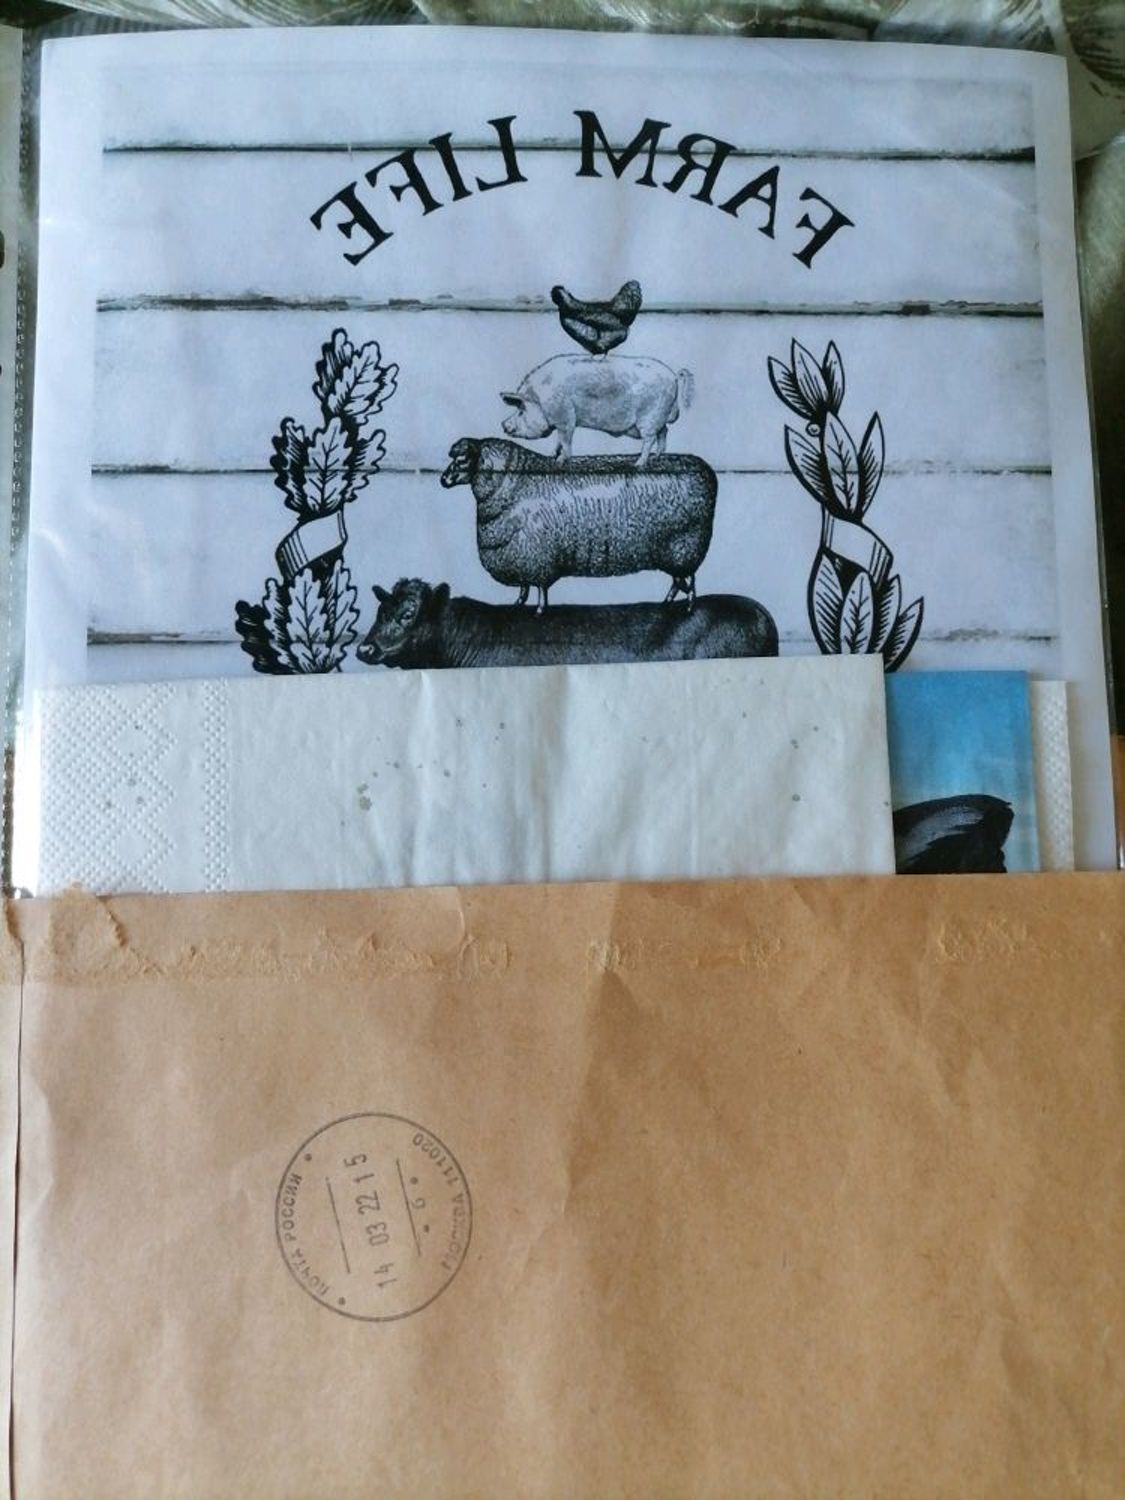 FARM LIFE
ПОЧТА РОССИИ
14 03 22 15
6
МОСКВА 111020